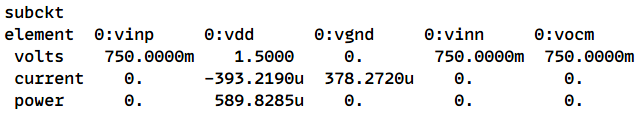 subckt
element  0:vinp     0:vdd      0:vgnd     0:vinn     0:vocm
 volts    750.0000m    1.5000     0.       750.0000m  750.0000m
 current    0.      -393.2190u  378.2720u    0.         0.
 power      0.       589.8285u    0.         0.         0.